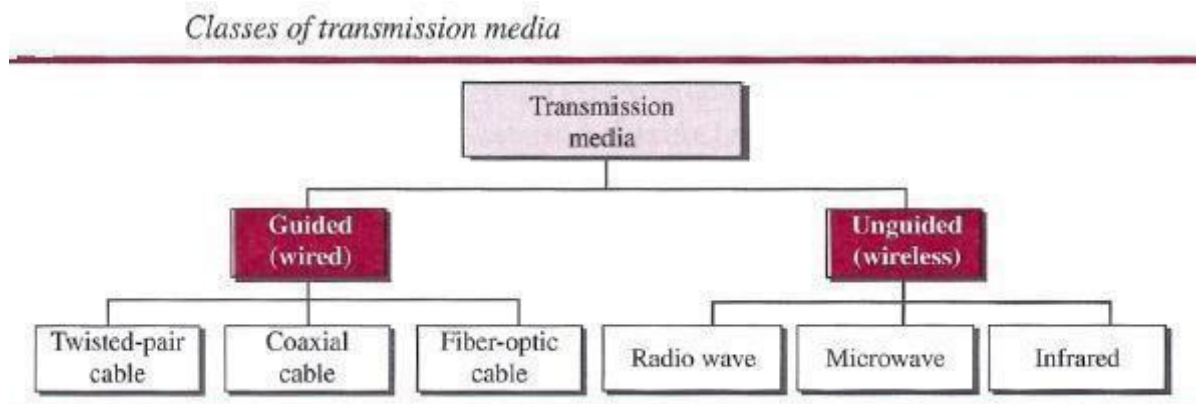 Classes of transmission media
Transmission
media
Guided
(wired)
Unguided
(wireless)
Twisted-pair
cable
Coaxial
cable
Fiber-optic
cable
Radio wave
Microwave
Infrared